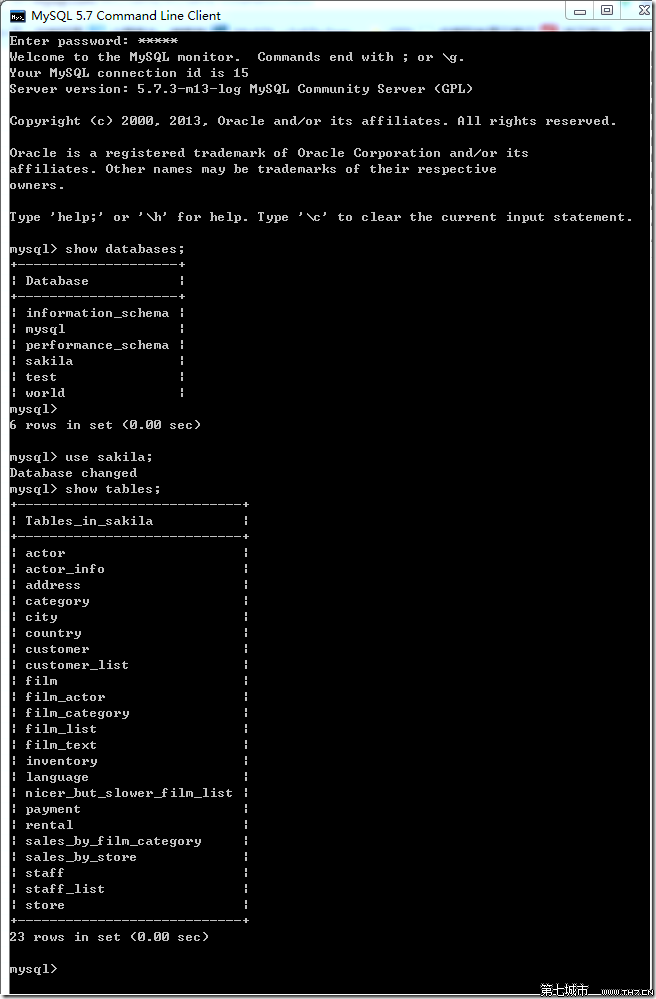 MySQL 5.7 Command Line Client
Enter password: *****
Welcome to the MySQL monitor.  Commands end with ; or \g.
Your MySQL connection id is 15
Server version: 5.7.3-m13-log MySQL Community Server (GPL)
Copyright (c) 2000, 2013, Oracle and/or its affiliates. All rights reserved.
Oracle is a registered trademark of Oracle Corporation and/or its
affiliates. Other names may be trademarks of their respective
owners.
Type 'help;' or '\h' for help. Type '\c' to clear the current input statement.
mysql> show databases;
+--------------------+
| Database           |
+--------------------+
| information_schema |
| mysql              |
| performance_schema |
| sakila             |
| test               |
| world              |
mysql>
6 rows in set (0.00 sec)
mysql> use sakila;
Database changed
mysql> show tables;
+----------------------------+
| Tables_in_sakila           |
+----------------------------+
| actor                      |
| actor_info                 |
| address                    |
| category                   |
| city                       |
| country                    |
| customer                   |
| customer_list              |
| film                       |
| film_actor                 |
| film_category              |
| film_list                  |
| film_text                  |
| inventory                  |
| language                   |
| nicer_but_slower_film_list |
| payment                    |
| rental                     |
| sales_by_film_category     |
| sales_by_store             |
| staff                      |
| staff_list                 |
| store                      |
+----------------------------+
23 rows in set (0.00 sec)
mysql>
第七城市 www.TH7.CN